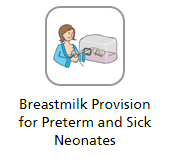 Breastmilk Provision
for Preterm and Sick
Neonates